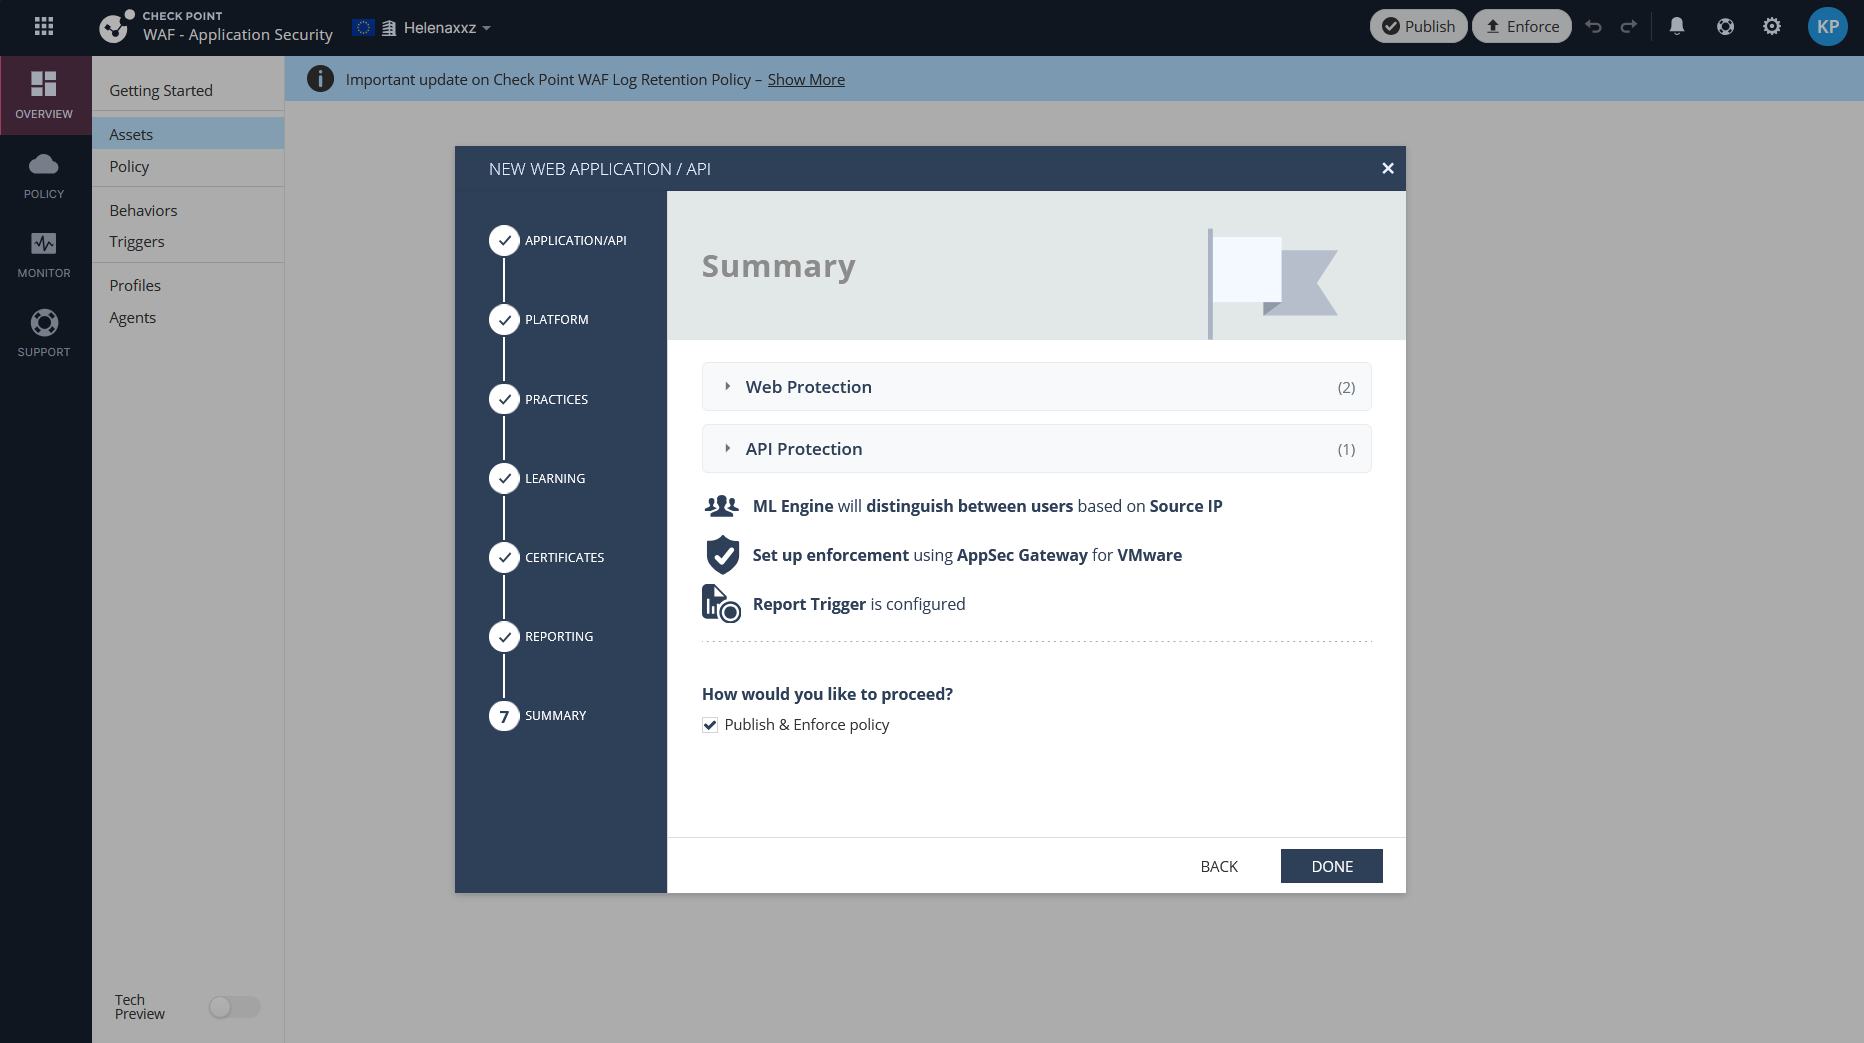 CHECK POINT
WAF - Application Security
Helenaxxz
Publish
Enforce
KP
OVERVIEW
POLICY
MONITOR
SUPPORT
Getting Started
Assets
Policy
Behaviors
Triggers
Profiles
Agents
Tech
Preview
Important update on Check Point WAF Log Retention Policy – Show More
NEW WEB APPLICATION / API
APPLICATION/API
PLATFORM
PRACTICES
LEARNING
CERTIFICATES
REPORTING
7 SUMMARY
Summary
Web Protection (2)
API Protection (1)
ML Engine will distinguish between users based on Source IP
Set up enforcement using AppSec Gateway for VMware
Report Trigger is configured
How would you like to proceed?
Publish & Enforce policy
BACK
DONE